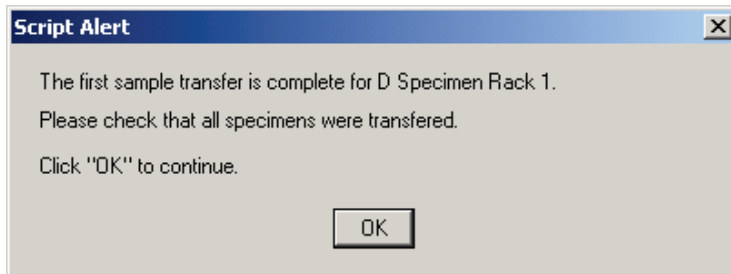 Script Alert
The first sample transfer is complete for D Specimen Rack 1.
Please check that all specimens were transfered.
Click "OK" to continue.
OK